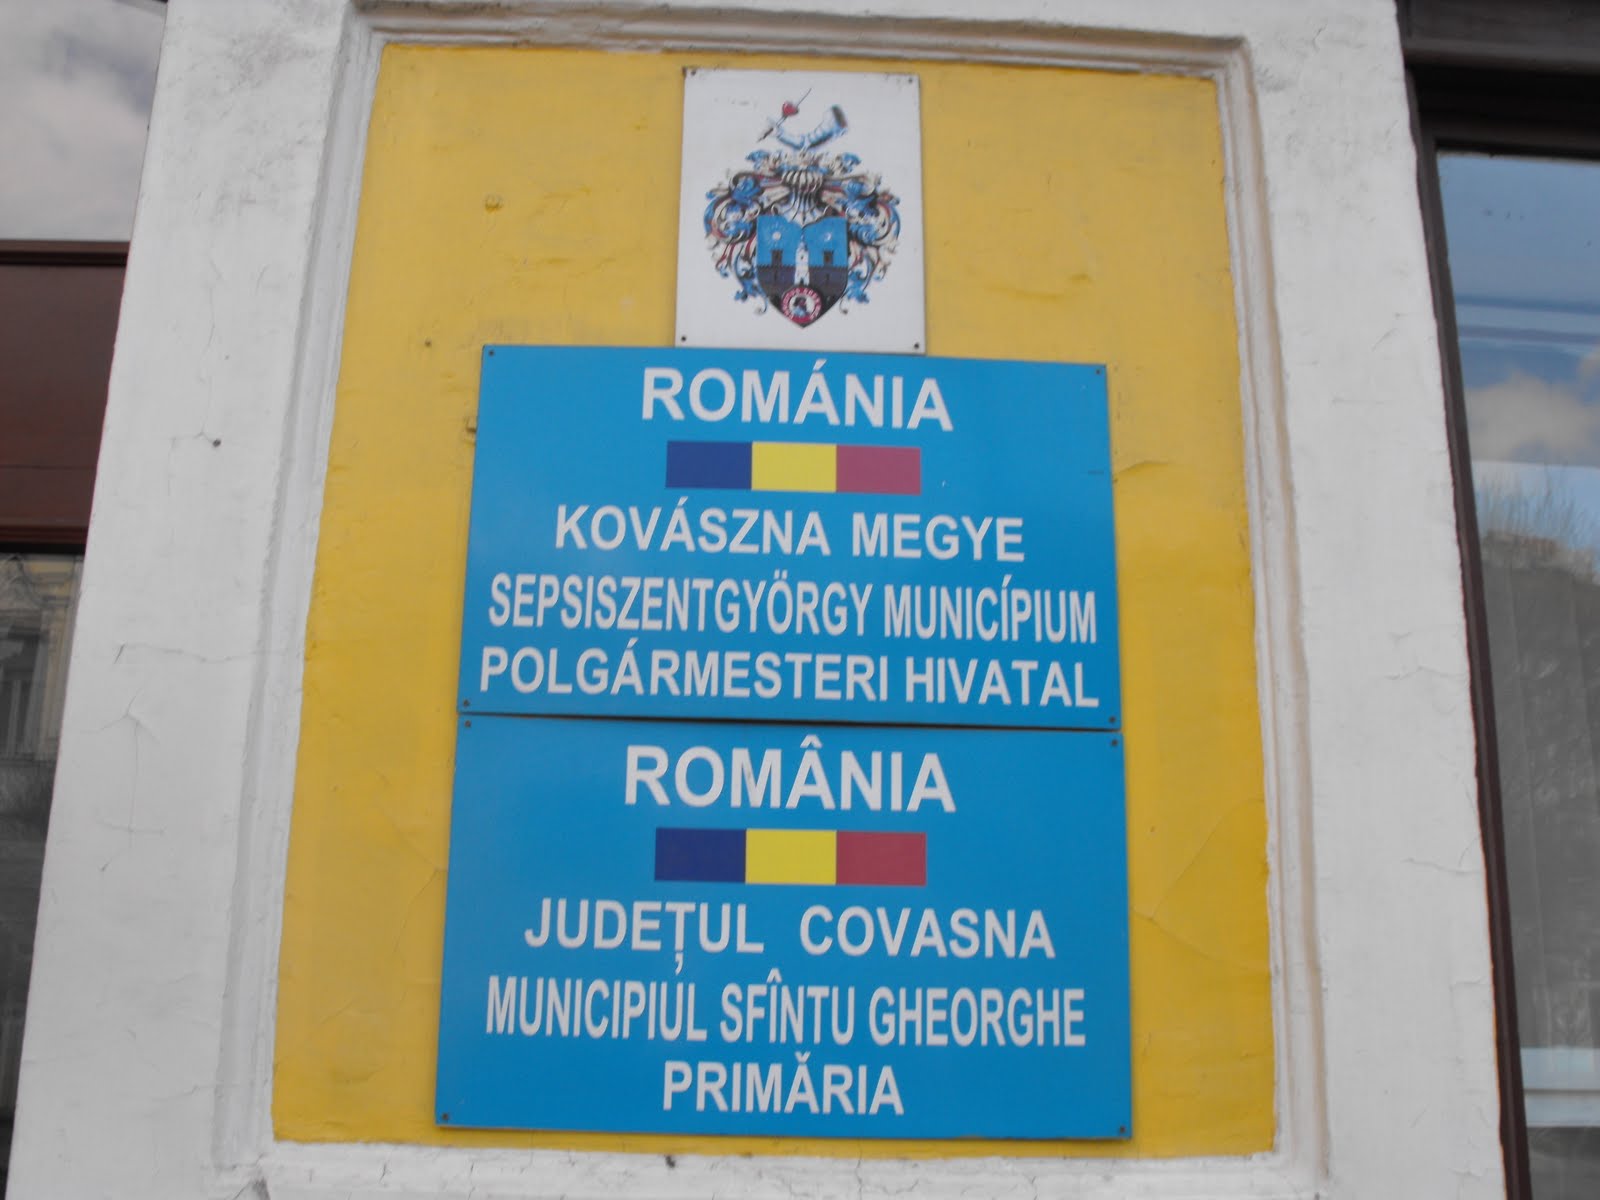 ROMÁNIA
KOVÁSZNA MEGYE
SEPSISZENTGYÖRGY MUNICÍPIUM
POLGÁRMESTERI HIVATAL
ROMÂNIA
JUDEȚUL COVASNA
MUNICIPIUL SFÎNTU GHEORGHE
PRIMĂRIA